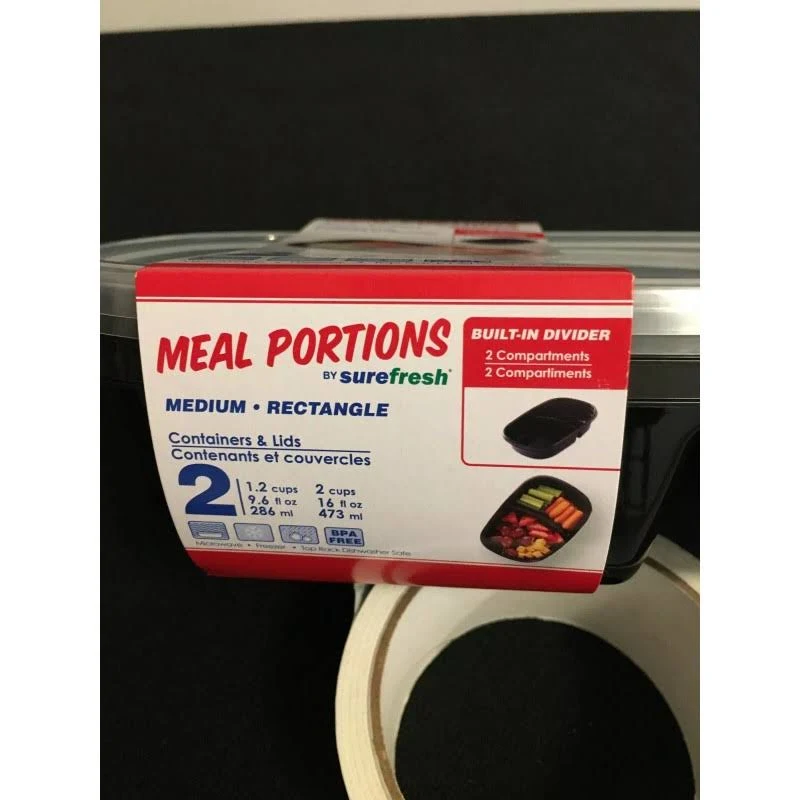 MEAL PORTIONS
BY surefresh
MEDIUM • RECTANGLE
Containers & Lids
Contenants et couvercles
2
1.2 cups 2 cups
9.6 fl oz 16 fl oz
286 ml 473 ml
BPA
FREE
Microwave • Freezer • Top Rack Dishwasher Safe
BUILT-IN DIVIDER
2 Compartments
2 Compartiments